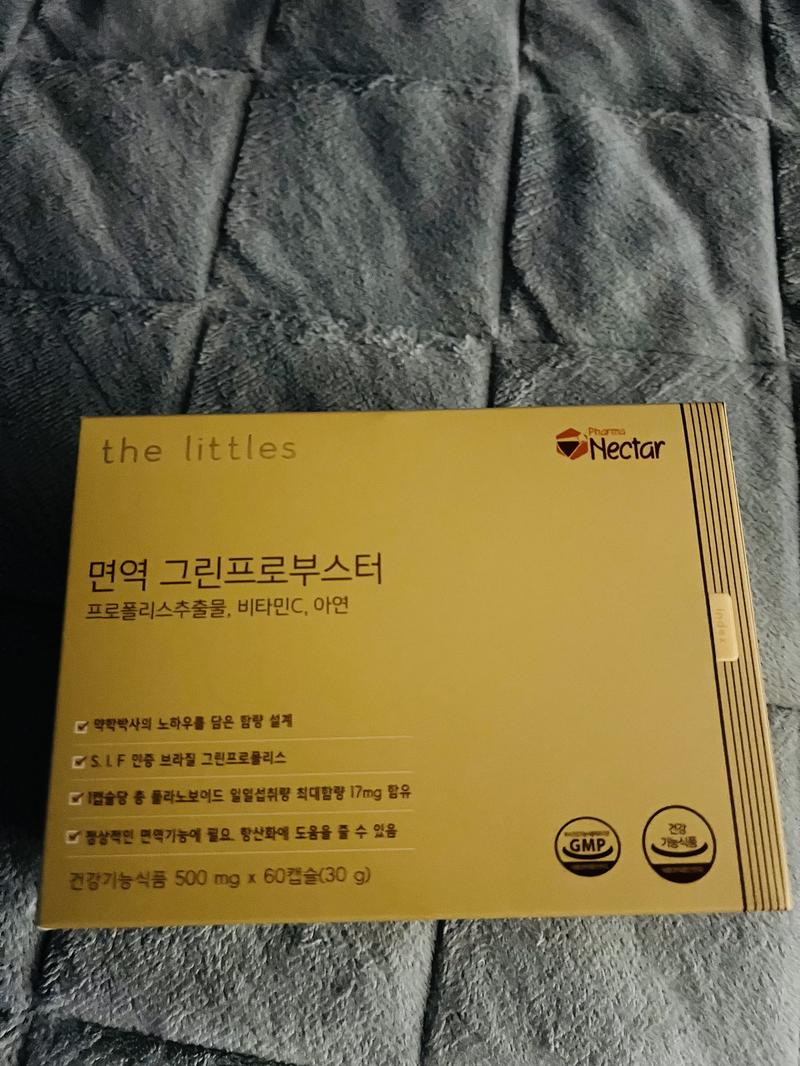 the littles
Pharma
Nectar
면역 그린프로부스터
프로폴리스추출물, 비타민C, 아연
index
약학박사의 노하우를 담은 함량 설계
S. I. F 인증 브라질 그린프로폴리스
1캡슐당 총 플라노보이드 일일섭취량 최대함량 17mg 함유
정상적인 면역기능에 필요, 항산화에 도움을 줄 수 있음
GMP
건강
기능식품
건강기능식품 500 mg x 60캡슐(30 g)